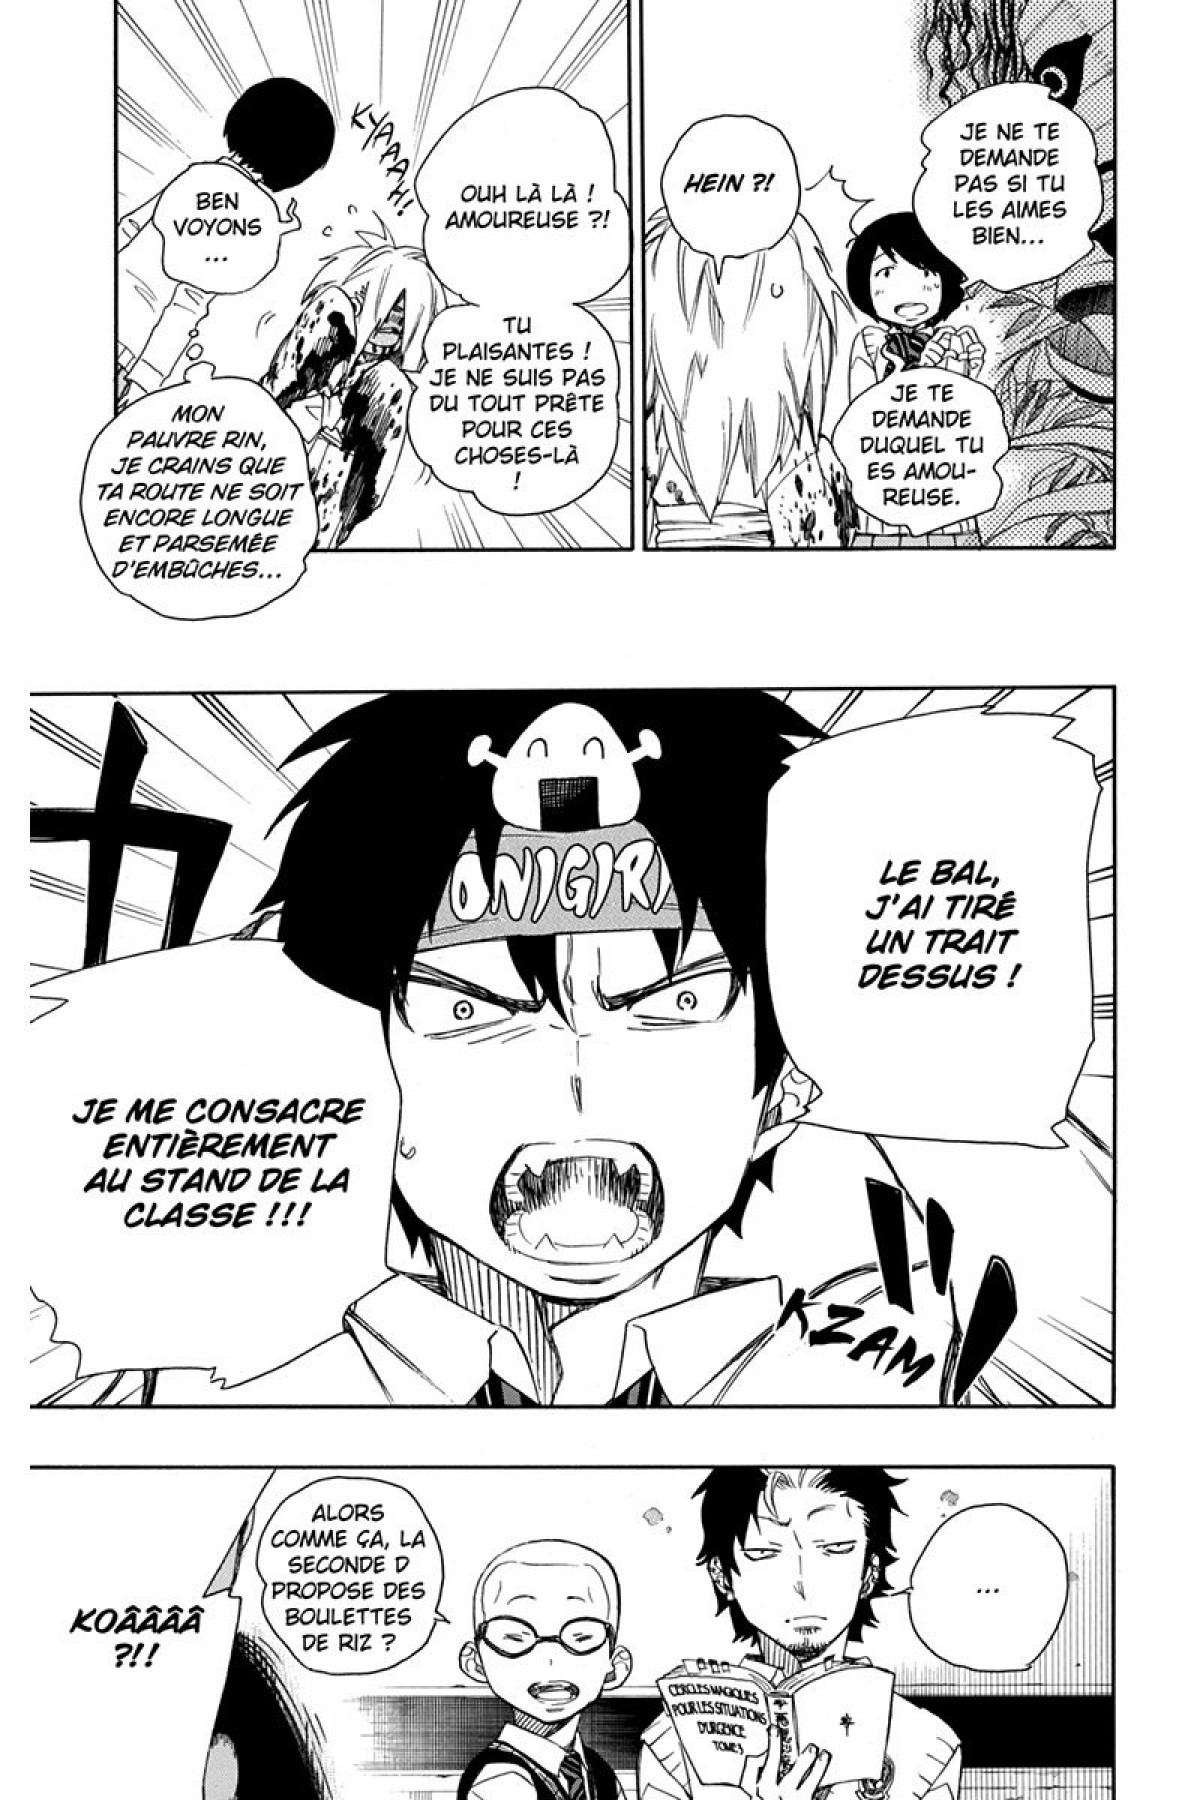 JE NE TE
DEMANDE
PAS SI TU
LES AIMES
BIEN...
HEIN ?!
JE TE
DEMANDE
DUQUEL TU
ES AMOU-
REUSE.
OUH LÀ LÀ !
AMOUREUSE ?!
KYAAAH!
TU
PLAISANTES !
JE NE SUIS PAS
DU TOUT PRÊTE
POUR CES
CHOSES-LÀ
!
BEN
VOYONS
...
MON
PAUVRE RIN,
JE CRAINS QUE
TA ROUTE NE SOIT
ENCORE LONGUE
ET PARSEMÉE
D'EMBÛCHES...
ONIGIRI
LE BAL,
J'AI TIRÉ
UN TRAIT
DESSUS !
JE ME CONSACRE
ENTIÈREMENT
AU STAND DE LA
CLASSE !!!
KZAM
...
ALORS
COMME ÇA, LA
SECONDE D
PROPOSE DES
BOULETTES
DE RIZ ?
CERCLES MAGIQUES
POUR LES SITUATIONS
D'URGENCE
TOME 3
KOÂÂÂÂ
?!!